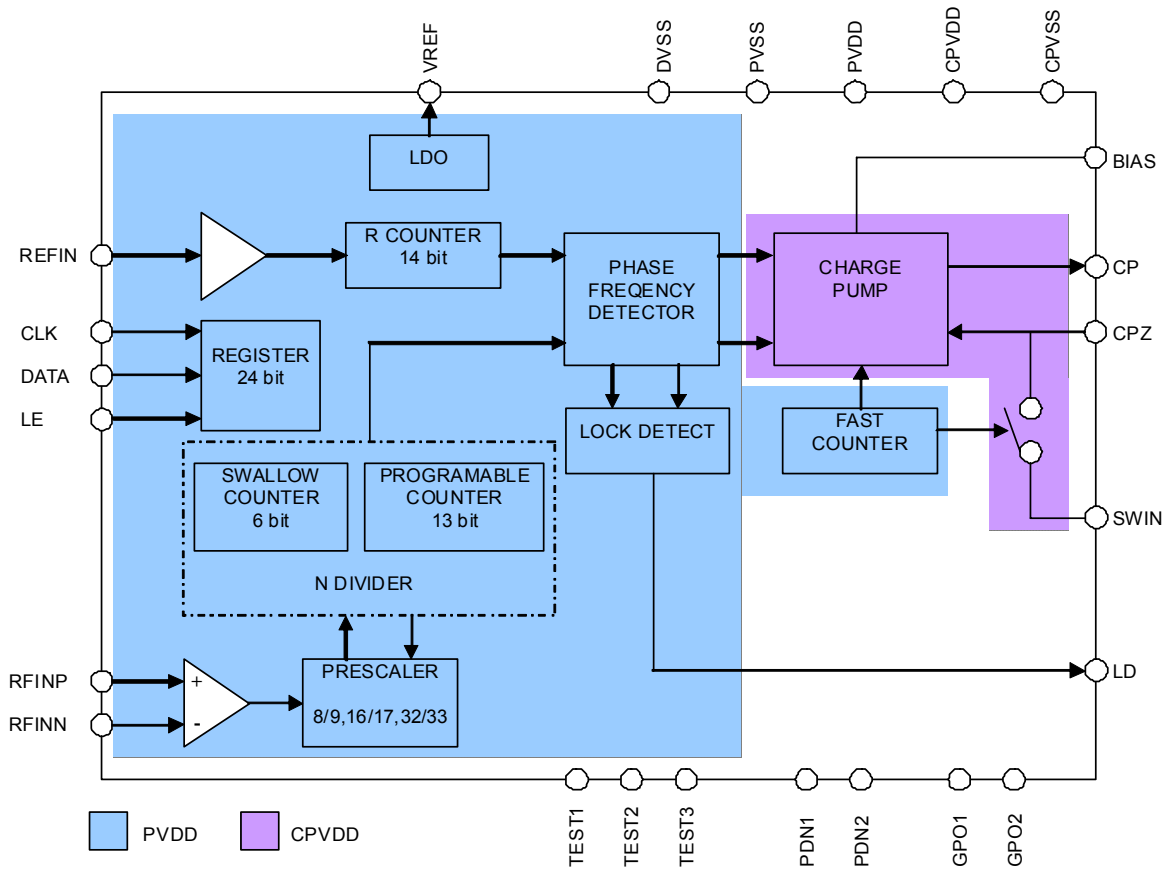 VREF
DVSS
PVSS
PVDD
CPVDD
CPVSS
LDO
BIAS
REFIN
R COUNTER
14 bit
PHASE
FREQENCY
DETECTOR
CHARGE
PUMP
CP
CLK
DATA
LE
REGISTER
24 bit
CPZ
LOCK DETECT
FAST
COUNTER
SWALLOW
COUNTER
6 bit
PROGRAMABLE
COUNTER
13 bit
N DIVIDER
SWIN
RFINP
RFINN
+
-
PRESCALER
8/9,16/17,32/33
LD
PVDD
CPVDD
TEST1
TEST2
TEST3
PDN1
PDN2
GPO1
GPO2